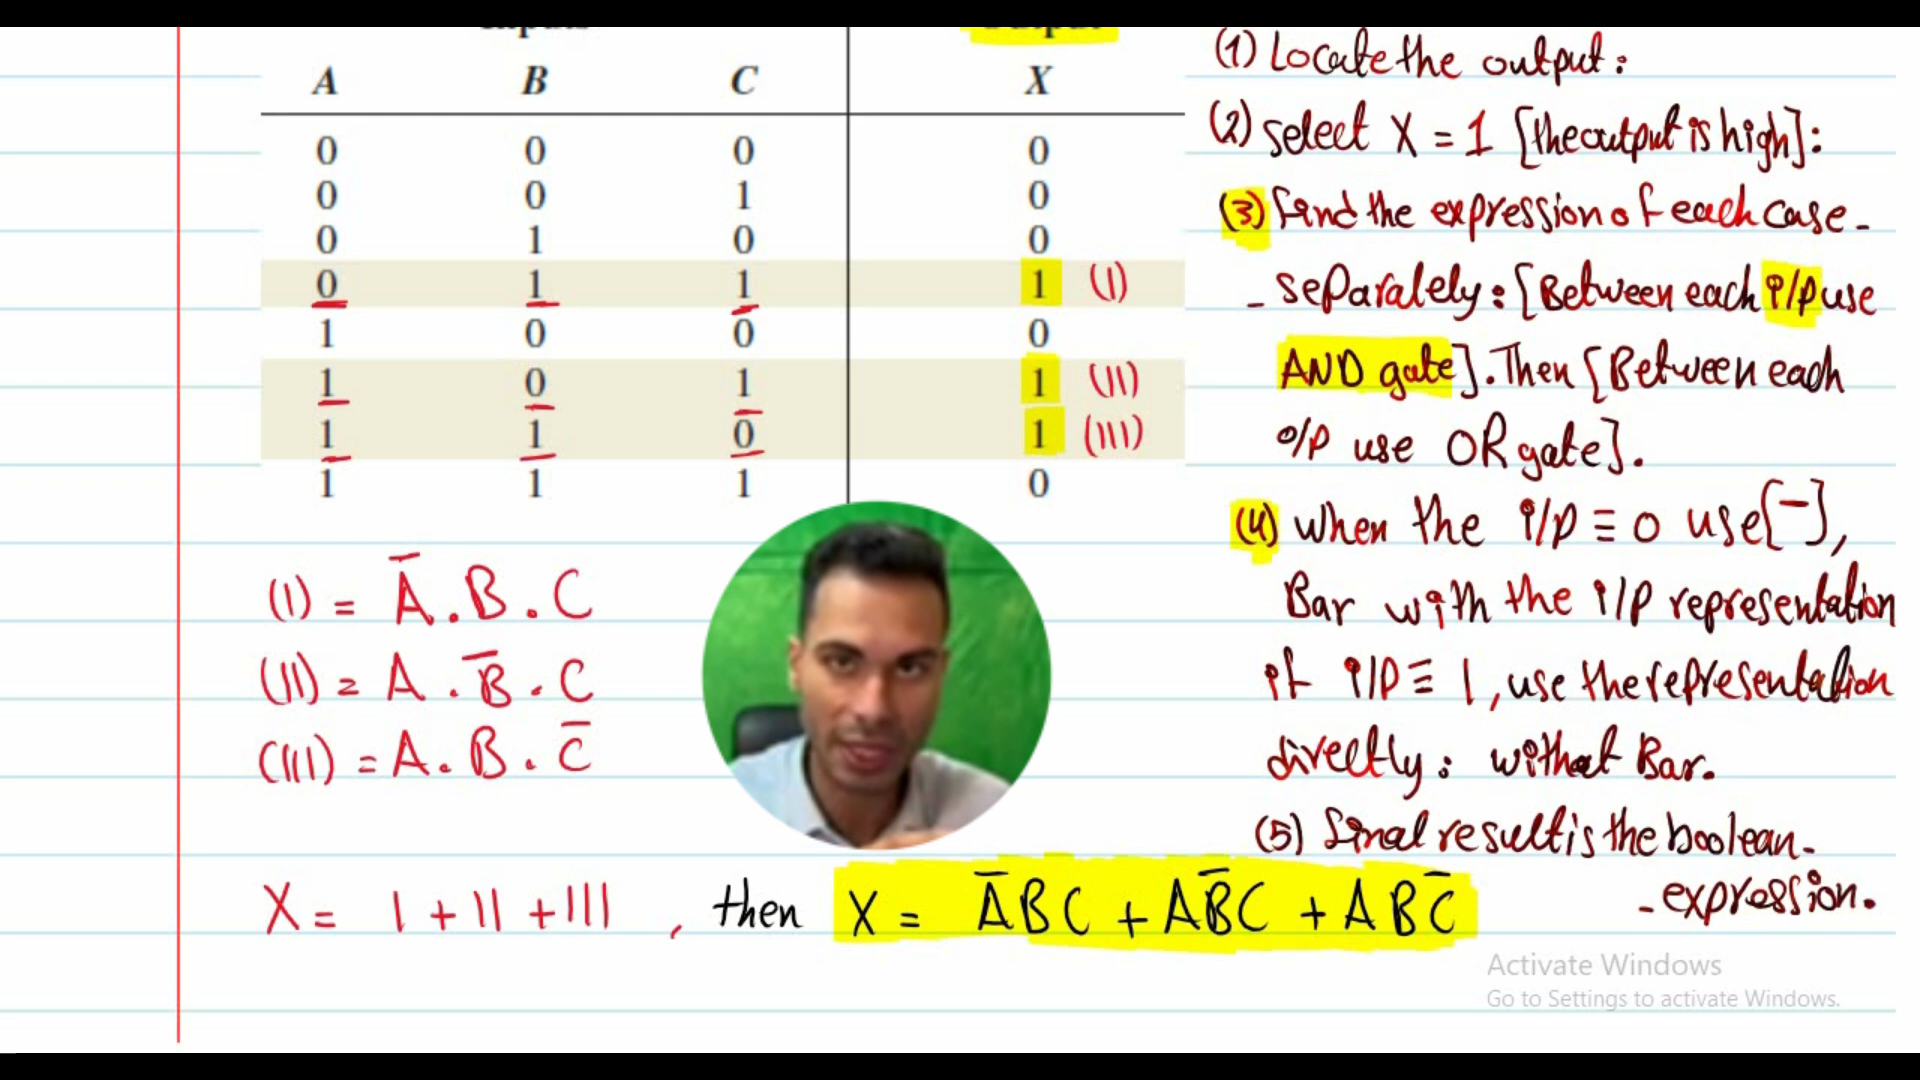 A B C X
0 0 0 0
0 0 1 0
0 1 0 0
0 1 1 1 (I)
1 0 0 0
1 0 1 1 (II)
1 1 0 1 (III)
1 1 1 0
(I) = A̅ . B . C
(II) = A . B̅ . C
(III) = A . B . C̅
X = I + II + III , then X = A̅BC + AB̅C + ABC̅
(1) Locate the output:
(2) select X = 1 [the output is high]:
(3) find the expression of each case -
- separately: [Between each i/p use
AND gate]. Then [Between each
o/p use OR gate].
(4) when the i/p ≡ 0 use [-],
Bar with the i/p representation
if i/p ≡ 1, use the representation
directly: without Bar.
(5) final result is the boolean -
- expression.
Activate Windows
Go to Settings to activate Windows.